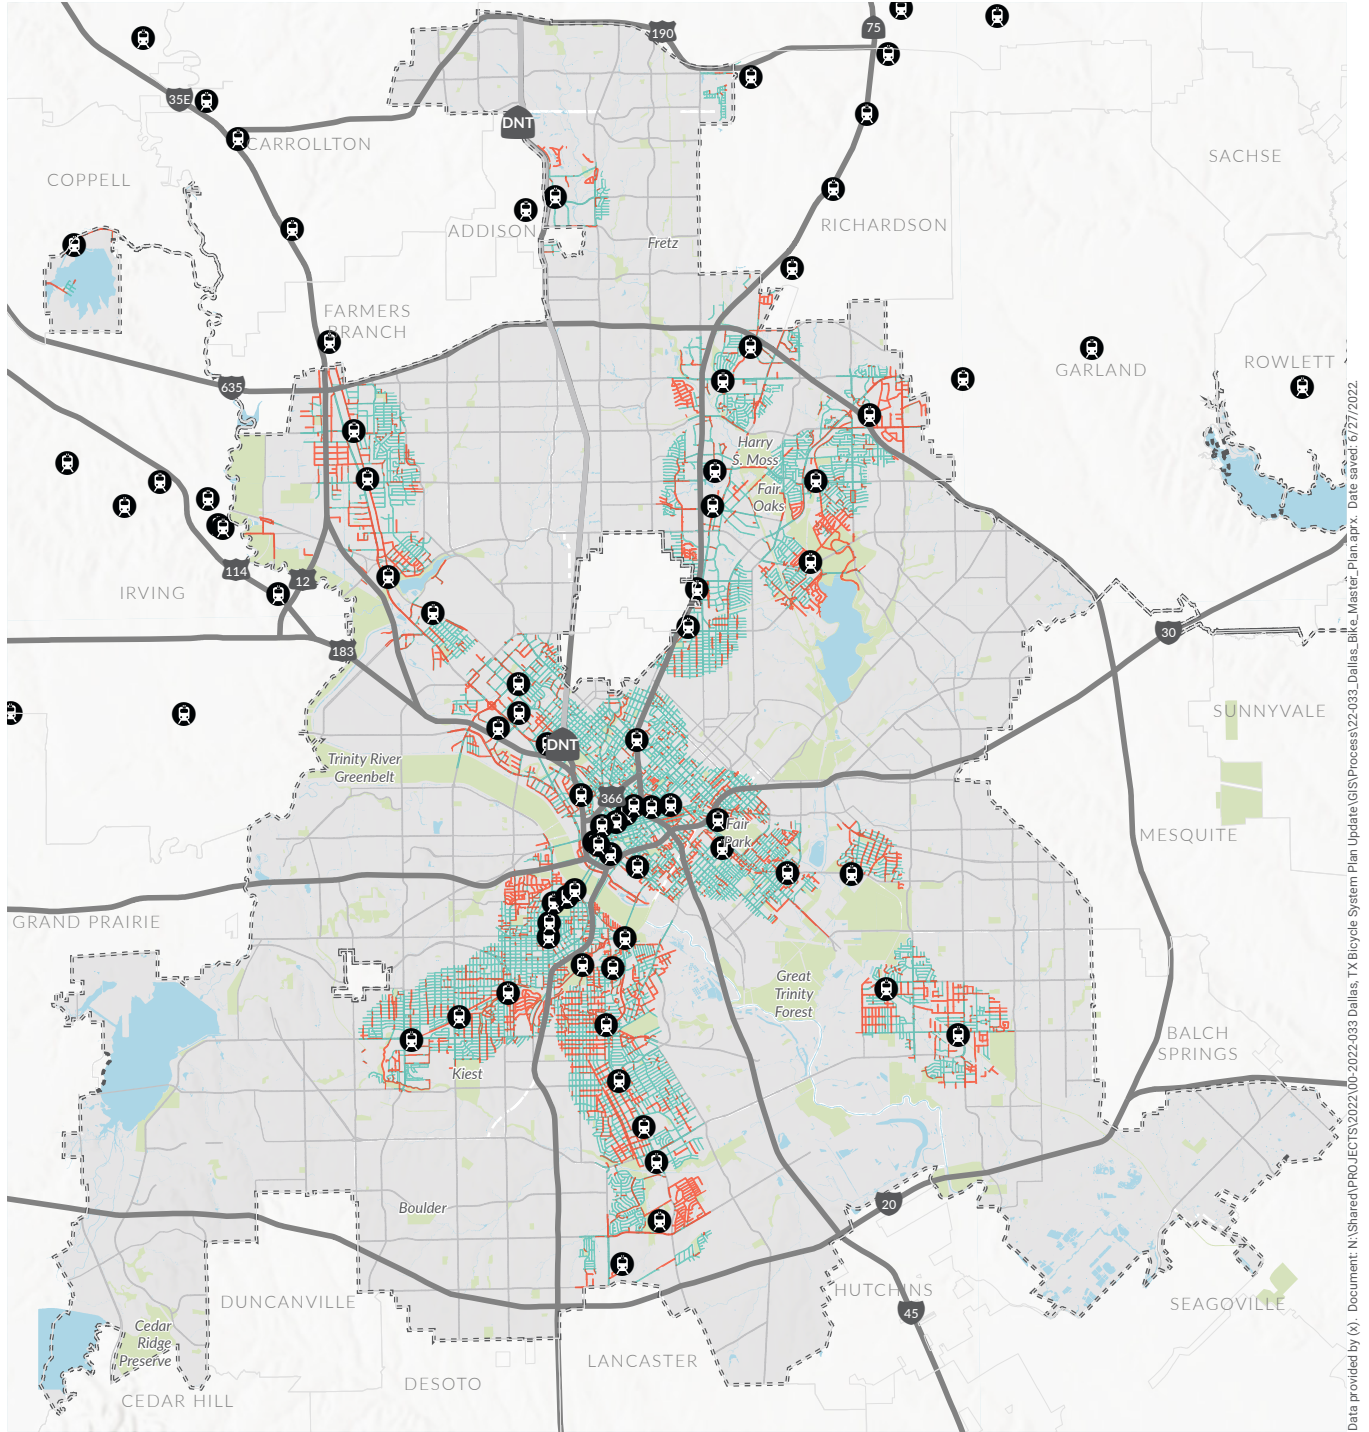 190
75
35E
DNT
CARROLLTON
COPPELL
SACHSE
ADDISON
RICHARDSON
Fretz
FARMERS
BRANCH
GARLAND
ROWLETT
635
Harry
S. Moss
Fair
Oaks
114
12
IRVING
183
30
SUNNYVALE
DNT
Trinity River
Greenbelt
366
Fair
Park
MESQUITE
GRAND PRAIRIE
Great
Trinity
Forest
BALCH
SPRINGS
Kiest
Boulder
20
DUNCANVILLE
HUTCHINS
SEAGOVILLE
45
Cedar
Ridge
Preserve
LANCASTER
DESOTO
CEDAR HILL
Data provided by (x). Document: N:\Shared\PROJECTS\2022\00-2022-033 Dallas, TX Bicycle System Plan Update\GIS\Process\22-033_Dallas_Bike_Master_Plan.aprx. Date saved: 6/27/2022.